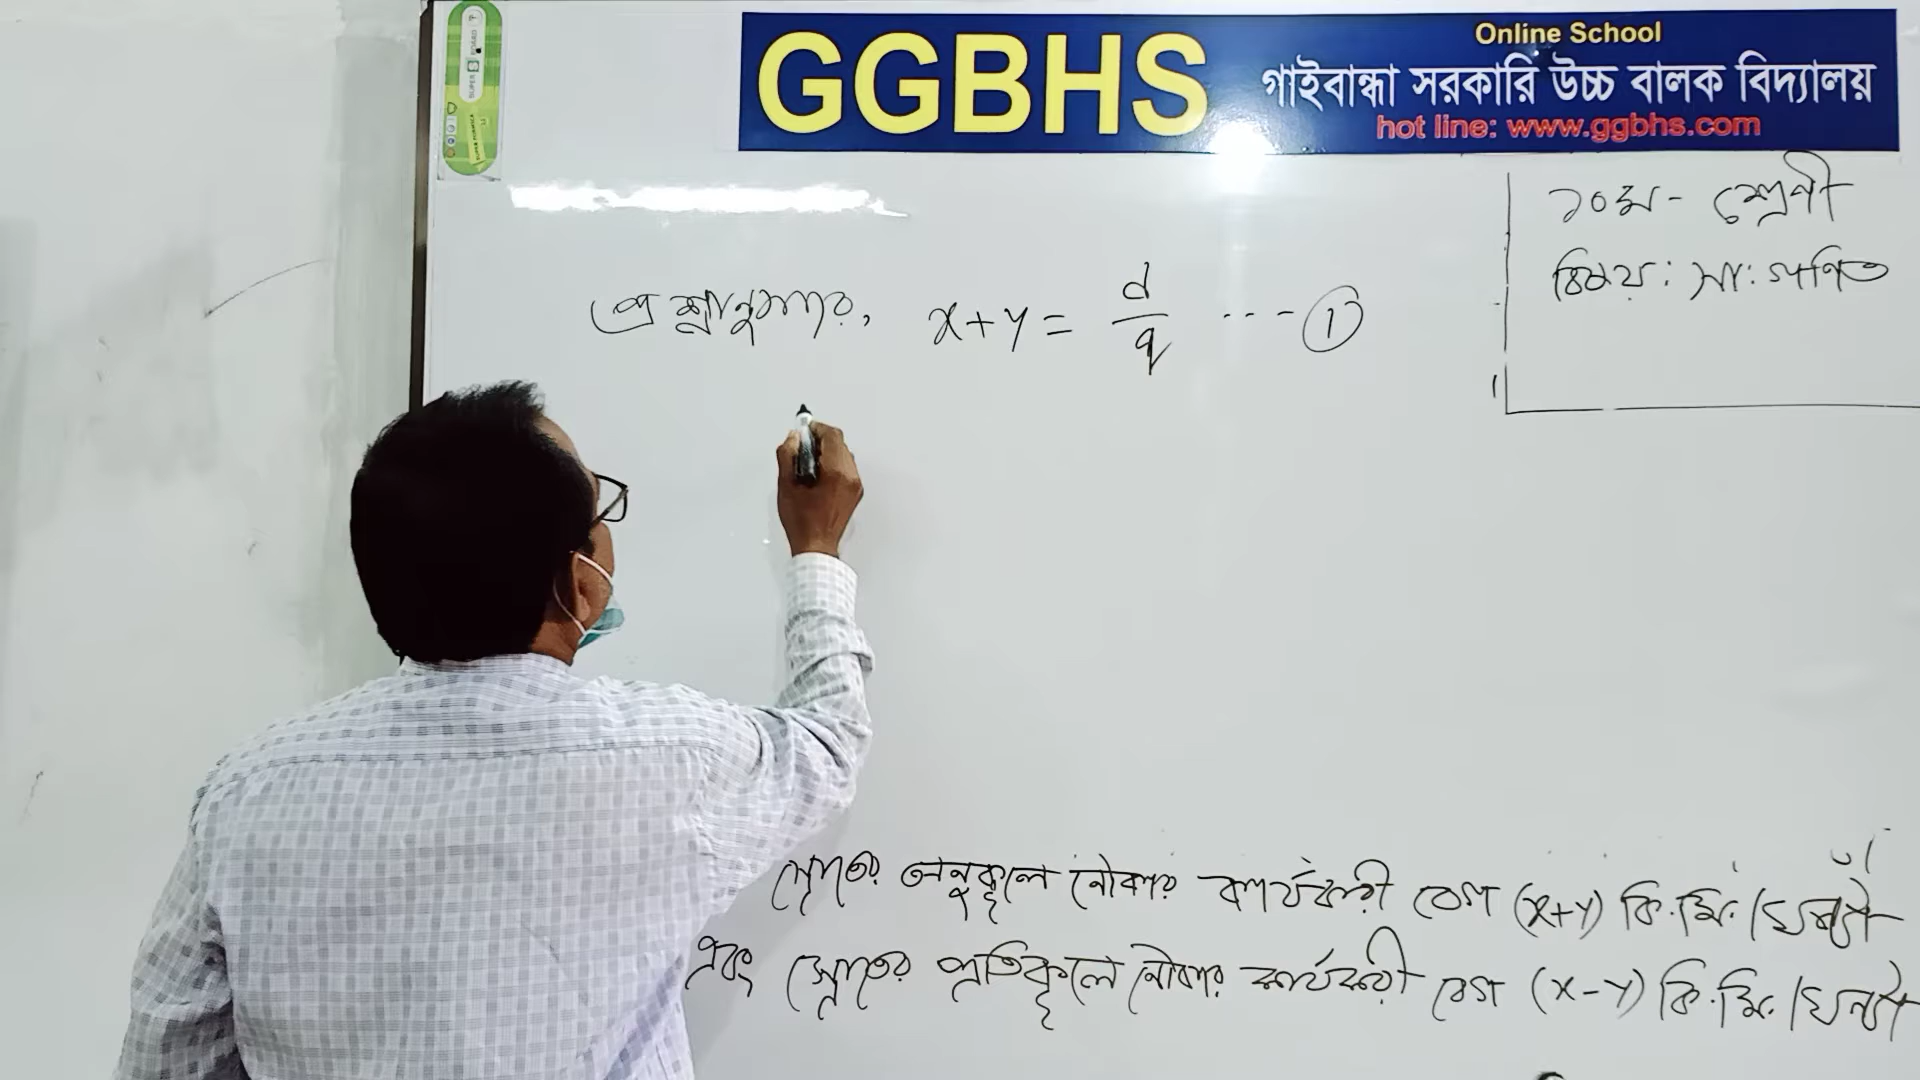 GGBHS
Online School
গাইবান্ধা সরকারি উচ্চ বালক বিদ্যালয়
hot line: www.ggbhs.com
১০ম - শ্রেণী
বিষয়: সা: গণিত
প্রশ্নানুসারে, x+y = d/q ---- ①
স্রোতের অনুকূলে নৌকার কার্যকরী বেগ (x+y) কি.মি./ঘন্টা
এবং স্রোতের প্রতিকূলে নৌকার কার্যকরী বেগ (x-y) কি.মি./ঘন্টা